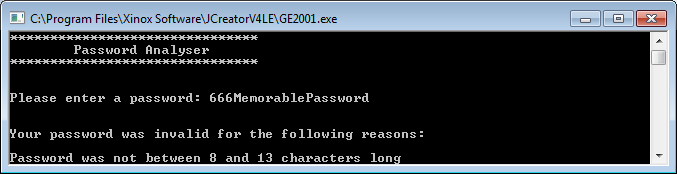 C:\Program Files\Xinox Software\JCreatorV4LE\GE2001.exe
*******************************
Password Analyser
*******************************
Please enter a password: 666MemorablePassword
Your password was invalid for the following reasons:
Password was not between 8 and 13 characters long